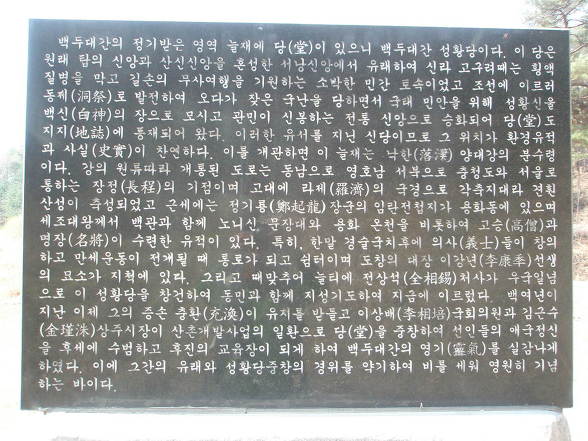 백두대간의 정기받은 영역 늘재에 당(堂)이 있으니 백두대간 성황당이다. 이 당은
원래 탑의 신앙과 산신신앙을 혼성한 서낭신앙에서 유래하여 신라 고구려때는 횡액
질병을 막고 길손의 무사여행을 기원하는 소박한 민간 토속이었고 조선에 이르러
동제(洞祭)로 발전하여 오다가 잦은 국난을 당하면서 국태 민안을 위해 성황신을
백신(白神)의 장으로 모시고 관민이 신봉하는 전통 신앙으로 승화되어 당(堂)도
지지(地誌)에 등재되어 왔다. 이러한 유서를 지닌 신당이므로 그 위치가 환경유적
과 사실(史實)이 찬연하다. 이를 개관하면 이 늘재는 낙한(落漢) 양대강의 분수령
이다. 강의 원류따라 개통된 도로는 동남으로 영호남 서북으로 충청도와 서울로
통하는 장정(長程)의 기점이며 고대에 라제(羅濟)의 국경으로 각축지대라 견훤
산성이 축성되었고 근세에는 정기룡(鄭起龍)장군의 임란전첩지가 용화동에 있으며
세조대왕께서 백관과 함께 노니신 문장대와 용화 온천을 비롯하여 고승(高僧)과
명장(名將)이 수련한 유적이 있다. 특히, 한말 경술국치후에 의사(義士)들이 창의
하고 만세운동이 전개될 때 통로가 되고 쉼터이며 도창의 대장 이강년(李康秊)선생
의 묘소가 지척에 있다. 그리고 때맞추어 늘티에 전상석(全相錫)처사가 우국일념
으로 이 성황당을 창건하여 동민과 함께 지성기도하여 지금에 이르렀다. 백여년이
지난 이제 그의 증손 충환(充渙)이 유처를 받들고 이상배(李相培)국회의원과 김근수
(金瑾洙)상주시장이 산촌개발사업의 일환으로 당(堂)을 중창하여 선인들의 애국정신
을 후세에 수범하고 후진의 교육장이 되게 하여 백두대간의 영기(靈氣)를 실감나게
하였다. 이에 그간의 유래와 성황당중창의 경위를 약기하여 비를 세워 영원히 기념
하는 바이다.